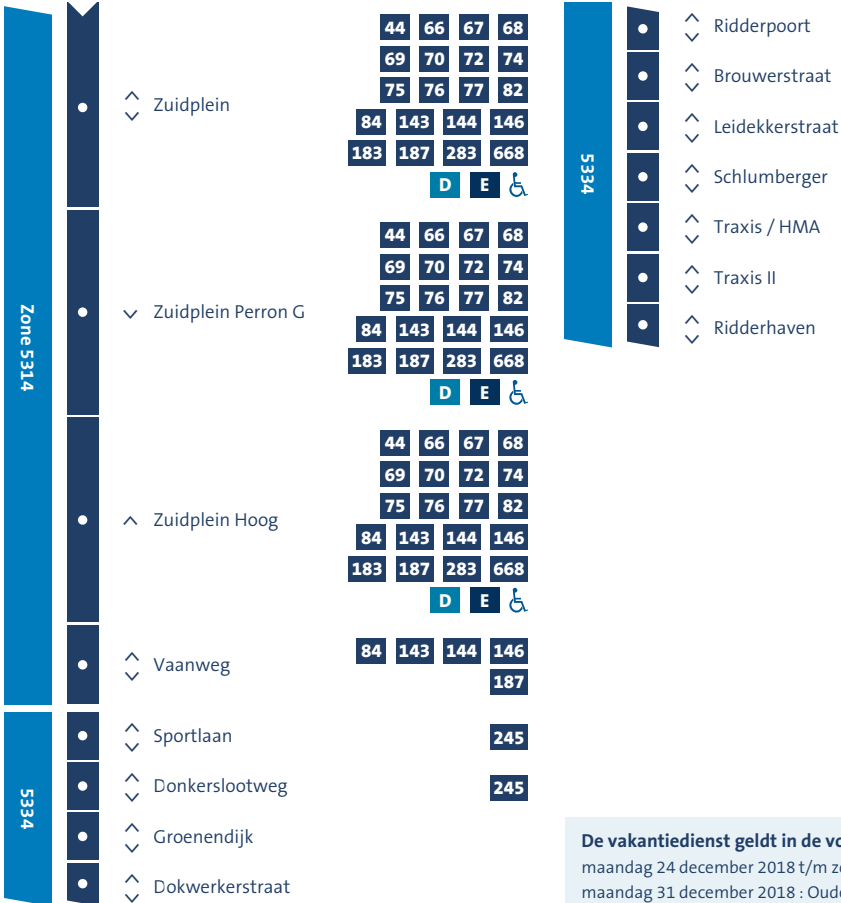 Zone 5314
Zuidplein
44 66 67 68
69 70 72 74
75 76 77 82
84 143 144 146
183 187 283 668
D E
Zuidplein Perron G
44 66 67 68
69 70 72 74
75 76 77 82
84 143 144 146
183 187 283 668
D E
Zuidplein Hoog
44 66 67 68
69 70 72 74
75 76 77 82
84 143 144 146
183 187 283 668
D E
Vaanweg
84 143 144 146
187
5334
Sportlaan 245
Donkerslootweg 245
Groenendijk
Dokwerkerstraat
5334
Ridderpoort
Brouwerstraat
Leidekkerstraat
Schlumberger
Traxis / HMA
Traxis II
Ridderhaven
De vakantiedienst geldt in de
maandag 24 december 2018 t/m
maandag 31 december 2018 :